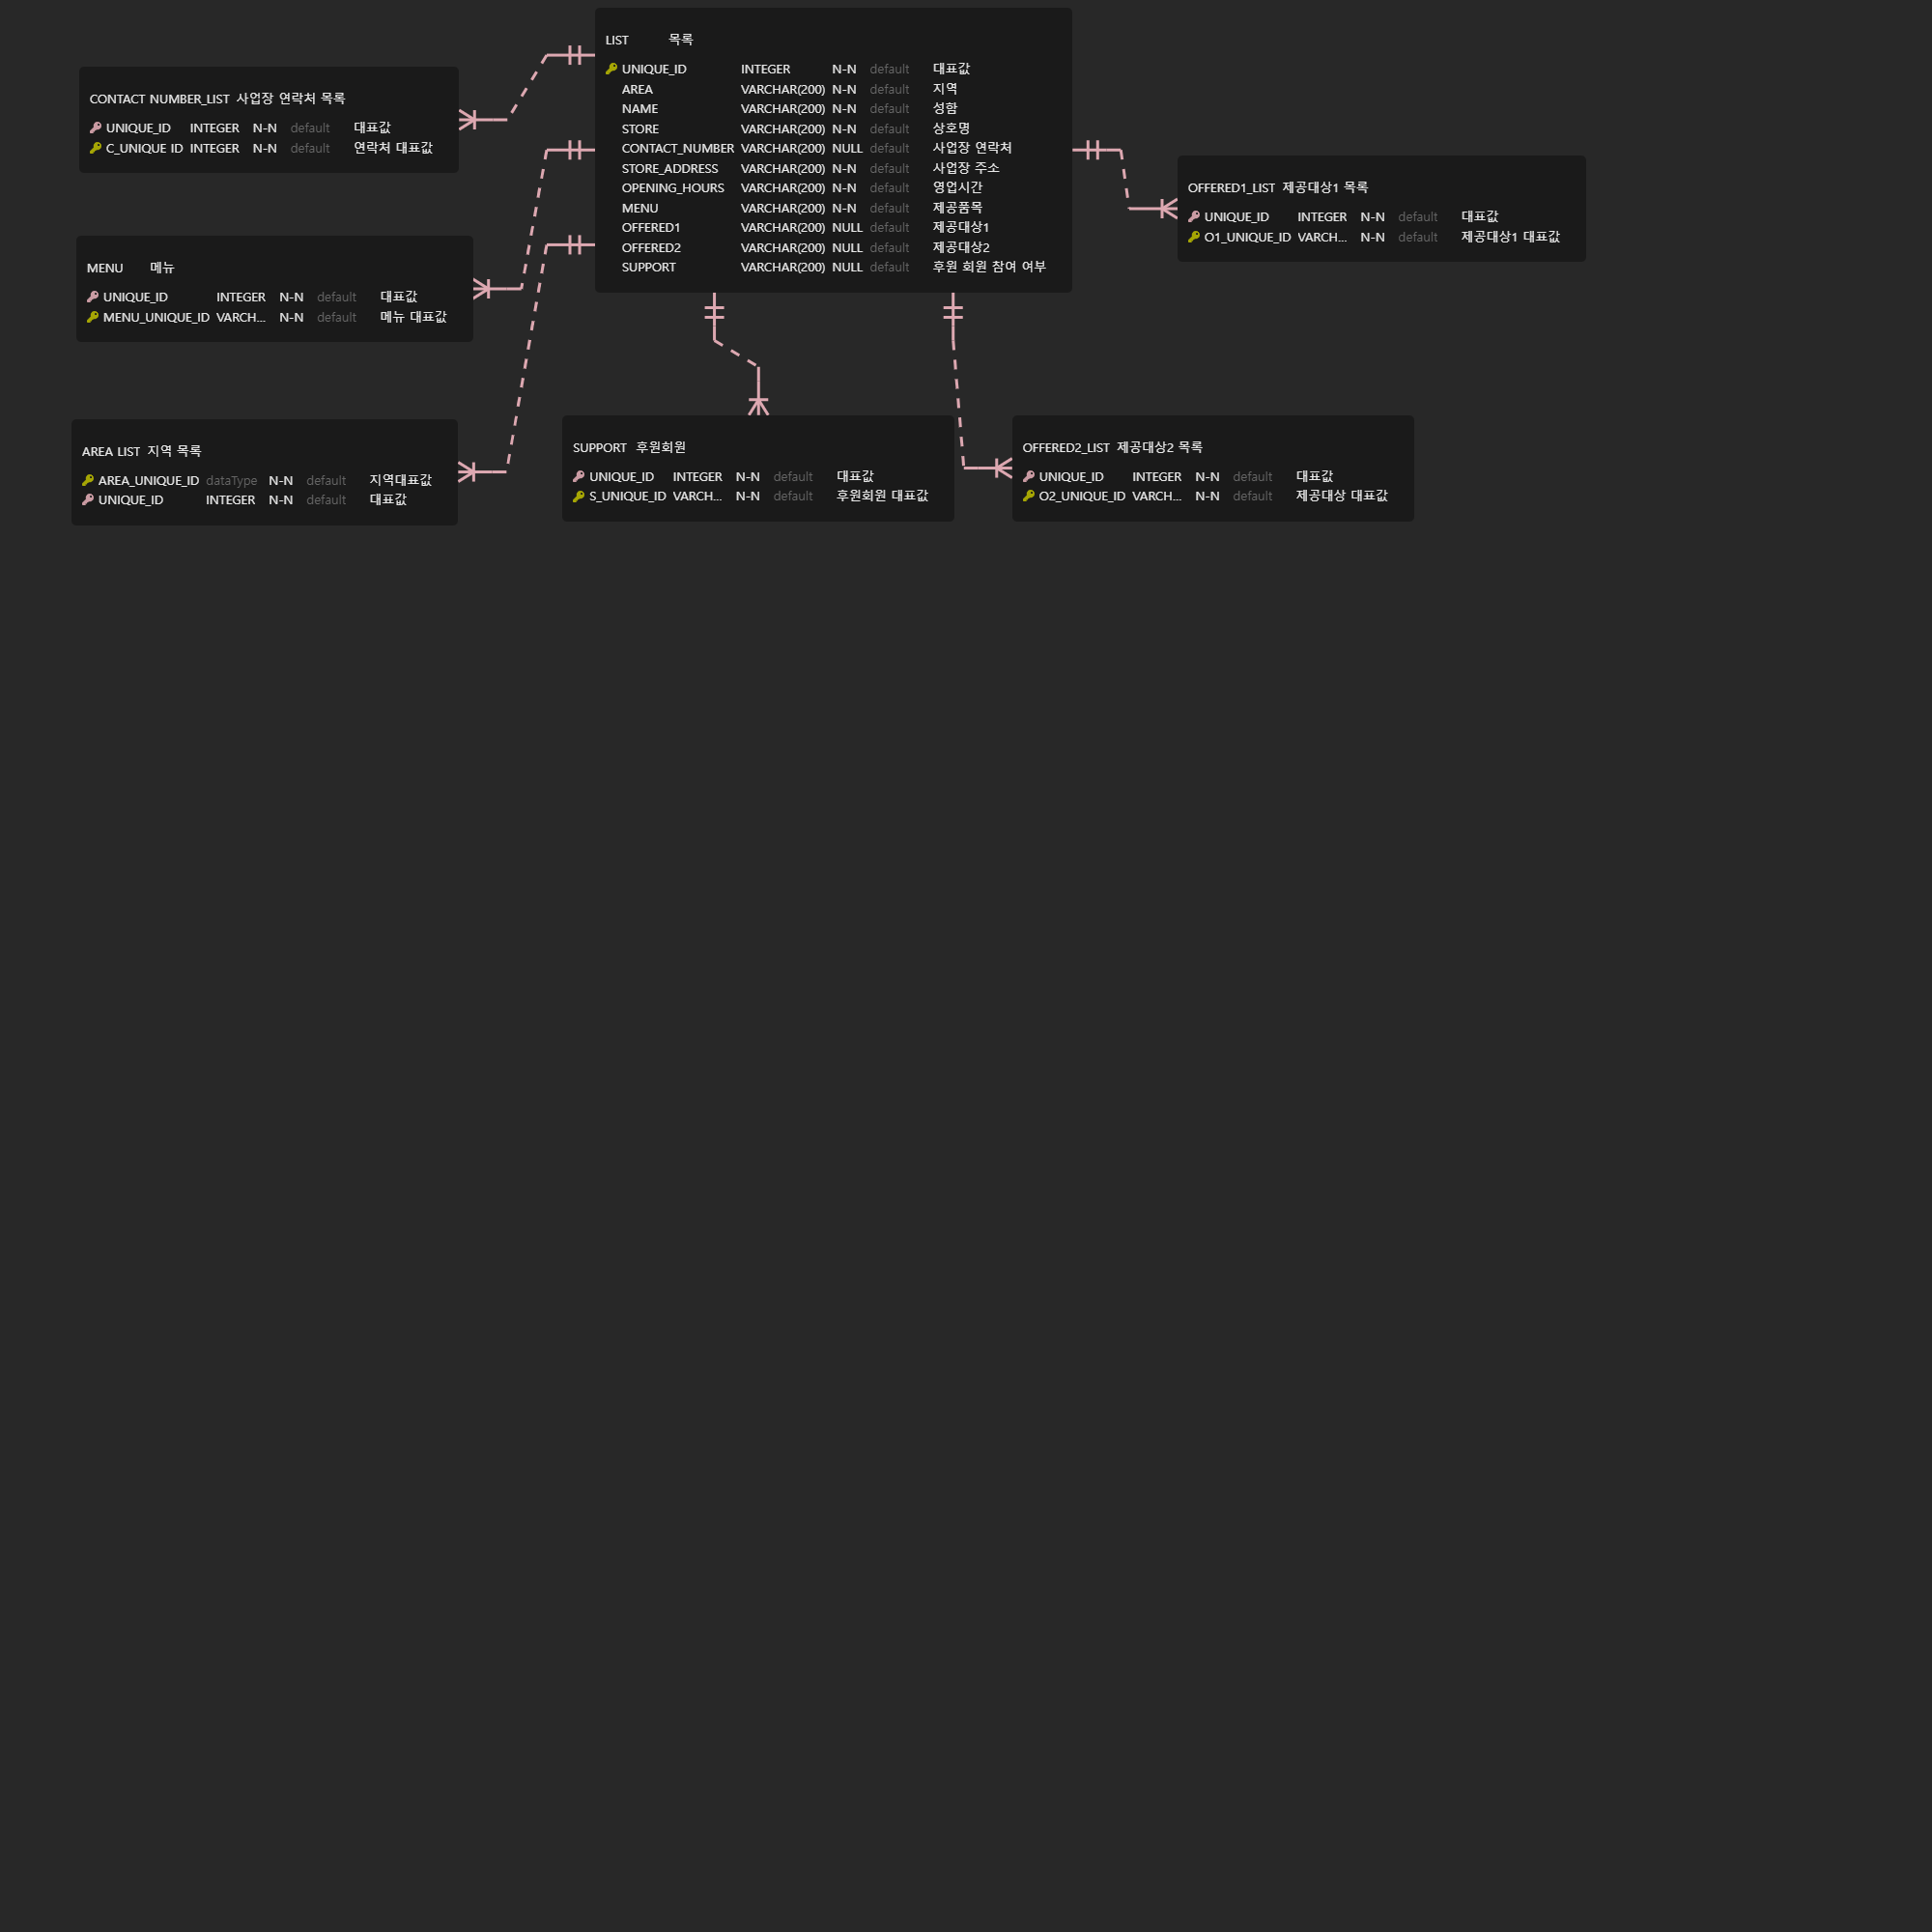 LIST 목록
UNIQUE_ID INTEGER N-N default 대표값
AREA VARCHAR(200) N-N default 지역
NAME VARCHAR(200) N-N default 성함
STORE VARCHAR(200) N-N default 상호명
CONTACT_NUMBER VARCHAR(200) NULL default 사업장 연락처
STORE_ADDRESS VARCHAR(200) N-N default 사업장 주소
OPENING_HOURS VARCHAR(200) N-N default 영업시간
MENU VARCHAR(200) N-N default 제공품목
OFFERED1 VARCHAR(200) NULL default 제공대상1
OFFERED2 VARCHAR(200) NULL default 제공대상2
SUPPORT VARCHAR(200) NULL default 후원 회원 참여 여부
CONTACT NUMBER_LIST 사업장 연락처 목록
UNIQUE_ID INTEGER N-N default 대표값
C_UNIQUE ID INTEGER N-N default 연락처 대표값
OFFERED1_LIST 제공대상1 목록
UNIQUE_ID INTEGER N-N default 대표값
O1_UNIQUE_ID VARCH... N-N default 제공대상1 대표값
MENU 메뉴
UNIQUE_ID INTEGER N-N default 대표값
MENU_UNIQUE_ID VARCH... N-N default 메뉴 대표값
AREA LIST 지역 목록
AREA_UNIQUE_ID dataType N-N default 지역대표값
UNIQUE_ID INTEGER N-N default 대표값
SUPPORT 후원회원
UNIQUE_ID INTEGER N-N default 대표값
S_UNIQUE_ID VARCH... N-N default 후원회원 대표값
OFFERED2_LIST 제공대상2 목록
UNIQUE_ID INTEGER N-N default 대표값
O2_UNIQUE_ID VARCH... N-N default 제공대상 대표값